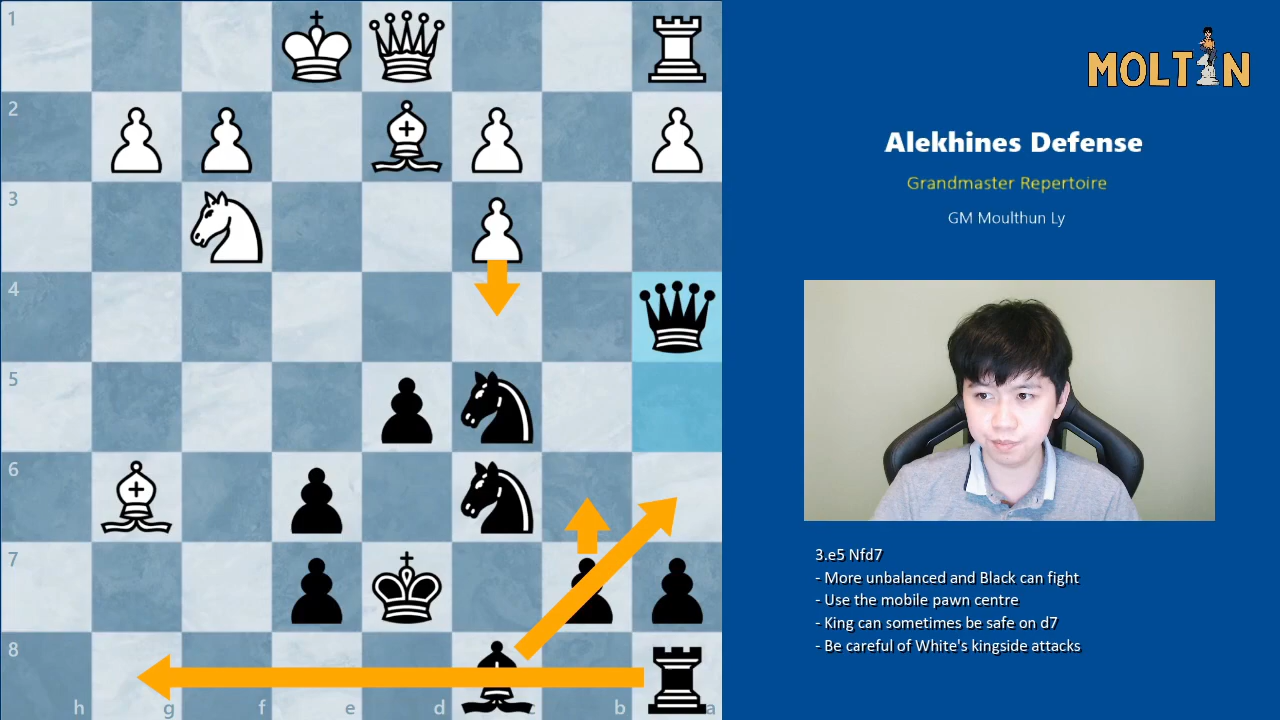 1
2
3
4
5
6
7
8
h
g
f
e
d
c
b
a
MOLTIN
Alekhines Defense
Grandmaster Repertoire
GM Moulthun Ly
3.e5 Nfd7
- More unbalanced and Black can fight
- Use the mobile pawn centre
- King can sometimes be safe on d7
- Be careful of White's kingside attacks